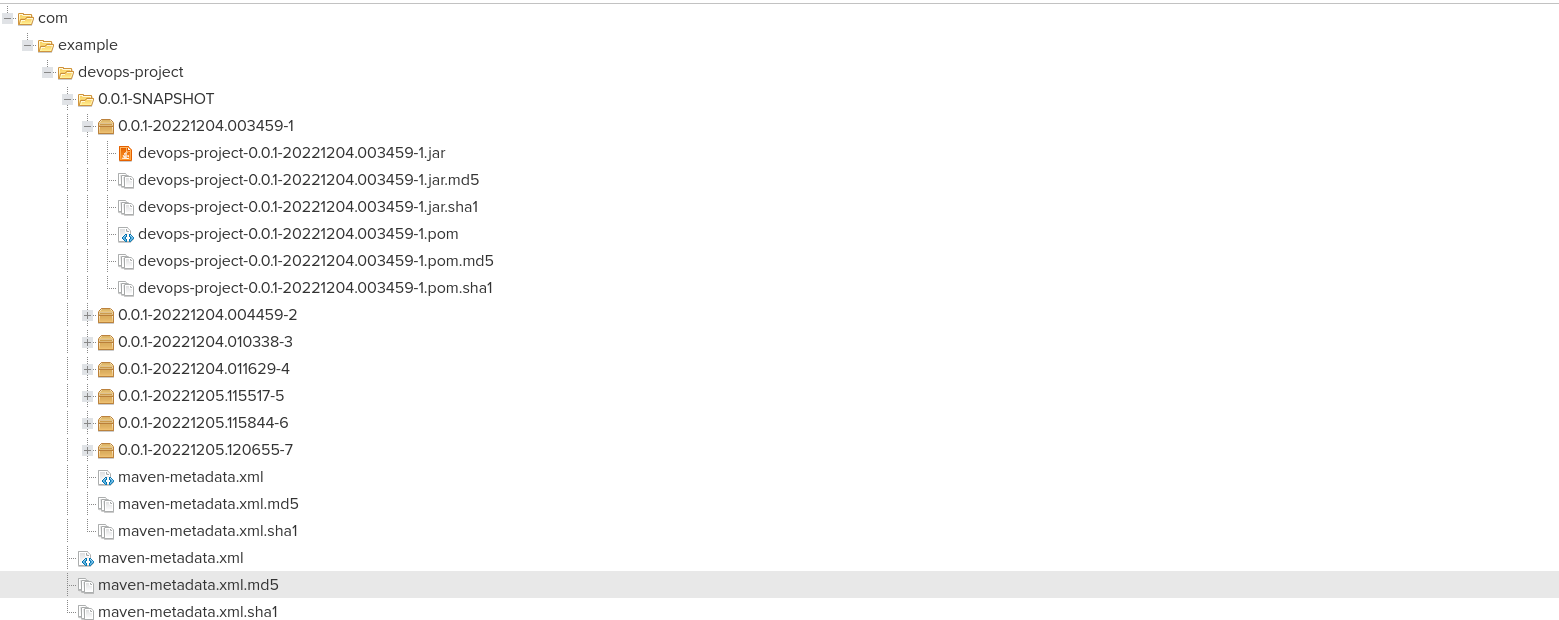 com
example
devops-project
0.0.1-SNAPSHOT
0.0.1-20221204.003459-1
devops-project-0.0.1-20221204.003459-1.jar
devops-project-0.0.1-20221204.003459-1.jar.md5
devops-project-0.0.1-20221204.003459-1.jar.sha1
devops-project-0.0.1-20221204.003459-1.pom
devops-project-0.0.1-20221204.003459-1.pom.md5
devops-project-0.0.1-20221204.003459-1.pom.sha1
0.0.1-20221204.004459-2
0.0.1-20221204.010338-3
0.0.1-20221204.011629-4
0.0.1-20221205.115517-5
0.0.1-20221205.115844-6
0.0.1-20221205.120655-7
maven-metadata.xml
maven-metadata.xml.md5
maven-metadata.xml.sha1
maven-metadata.xml
maven-metadata.xml.md5
maven-metadata.xml.sha1